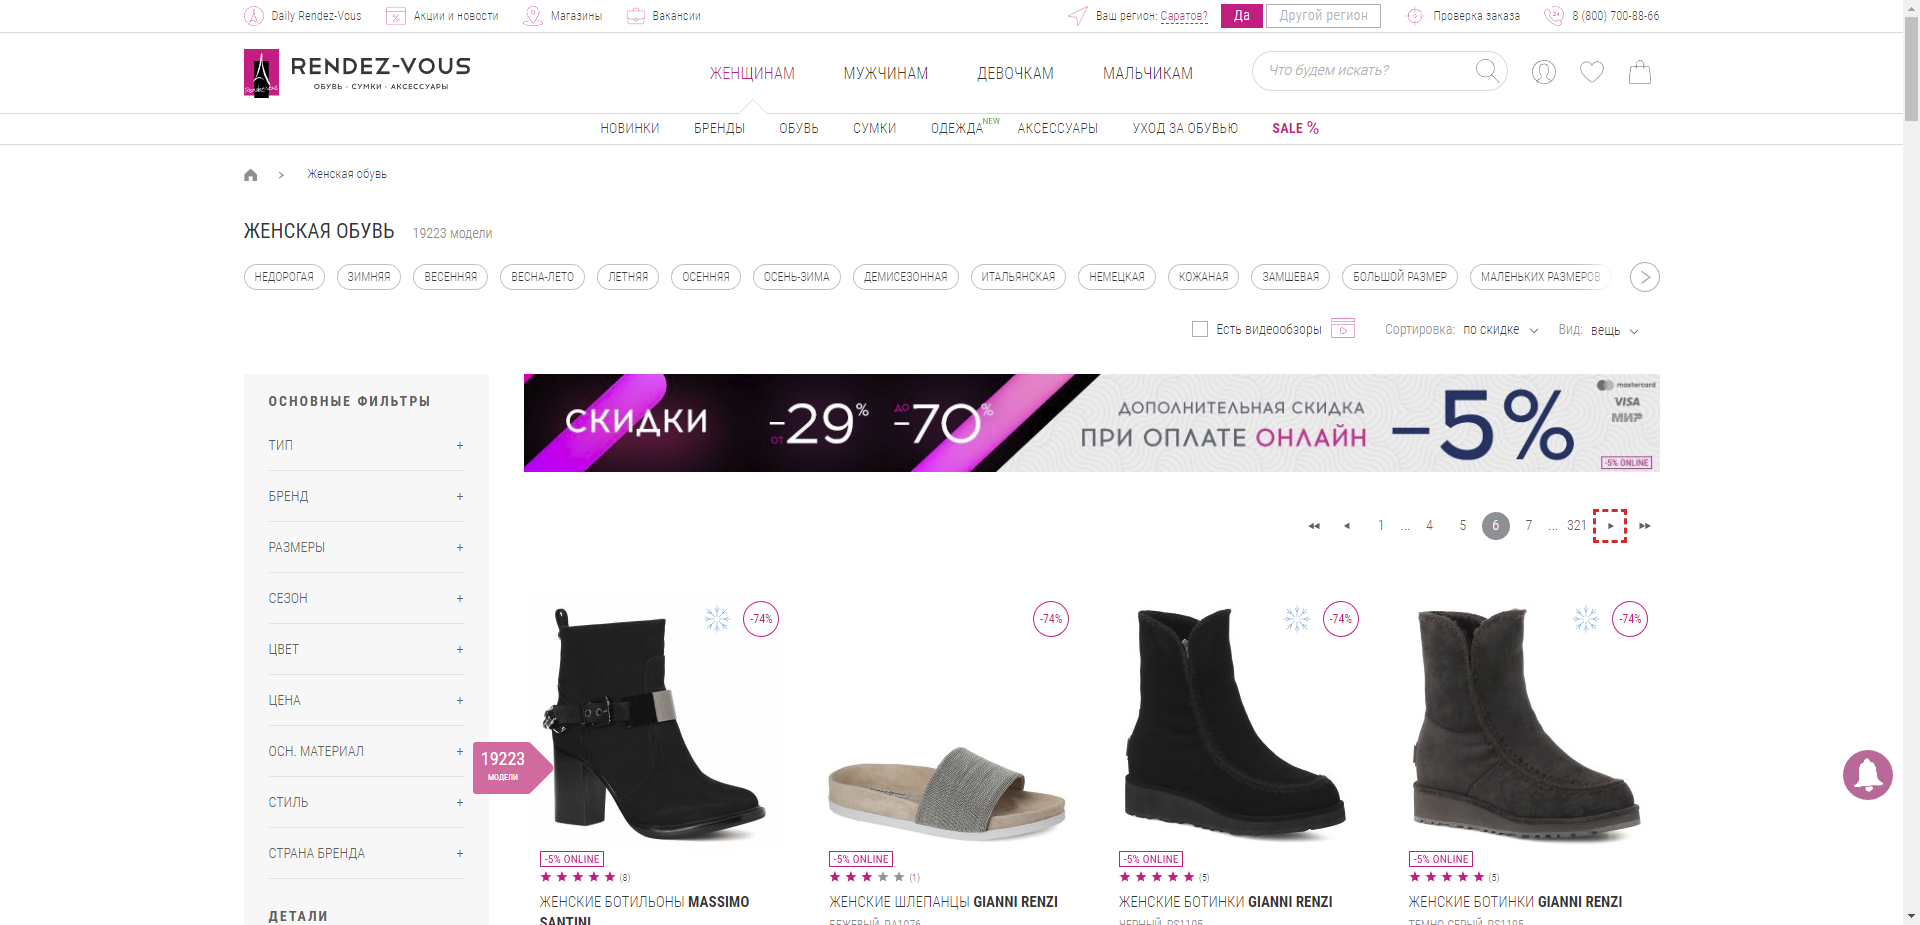 Daily Rendez-Vous
Акции и новости
Магазины
Вакансии
Ваш регион: Саратов?
Да
Другой регион
Проверка заказа
8 (800) 700-88-66
RENDEZ-VOUS
ОБУВЬ · СУМКИ · АКСЕССУАРЫ
ЖЕНЩИНАМ
МУЖЧИНАМ
ДЕВОЧКАМ
МАЛЬЧИКАМ
Что будем искать?
НОВИНКИ
БРЕНДЫ
ОБУВЬ
СУМКИ
ОДЕЖДА NEW
АКСЕССУАРЫ
УХОД ЗА ОБУВЬЮ
SALE %
> Женская обувь
ЖЕНСКАЯ ОБУВЬ 19223 модели
НЕДОРОГАЯ
ЗИМНЯЯ
ВЕСЕННЯЯ
ВЕСНА-ЛЕТО
ЛЕТНЯЯ
ОСЕННЯЯ
ОСЕНЬ-ЗИМА
ДЕМИСЕЗОННАЯ
ИТАЛЬЯНСКАЯ
НЕМЕЦКАЯ
КОЖАНАЯ
ЗАМШЕВАЯ
БОЛЬШОЙ РАЗМЕР
МАЛЕНЬКИХ РАЗМЕРОВ
Есть видеообзоры
Сортировка: по скидке
Вид: вещь
ОСНОВНЫЕ ФИЛЬТРЫ
ТИП +
БРЕНД +
РАЗМЕРЫ +
СЕЗОН +
ЦВЕТ +
ЦЕНА +
ОСН. МАТЕРИАЛ +
СТИЛЬ +
СТРАНА БРЕНДА +
ДЕТАЛИ
19223
МОДЕЛИ
СКИДКИ ОТ -29% ДО -70%
ДОПОЛНИТЕЛЬНАЯ СКИДКА
ПРИ ОПЛАТЕ ОНЛАЙН
-5%
mastercard
VISA
МИР
-5% ONLINE
1 ... 4 5 6 7 ... 321
-74%
-5% ONLINE
(8)
ЖЕНСКИЕ БОТИЛЬОНЫ MASSIMO
SANTINI
-74%
-5% ONLINE
(1)
ЖЕНСКИЕ ШЛЕПАНЦЫ GIANNI RENZI
БЕЖЕВЫЙ, RA1076
-74%
-5% ONLINE
(5)
ЖЕНСКИЕ БОТИНКИ GIANNI RENZI
ЧЕРНЫЙ, RS1195
-74%
-5% ONLINE
(5)
ЖЕНСКИЕ БОТИНКИ GIANNI RENZI
ТЕМНО-СЕРЫЙ, RS1195